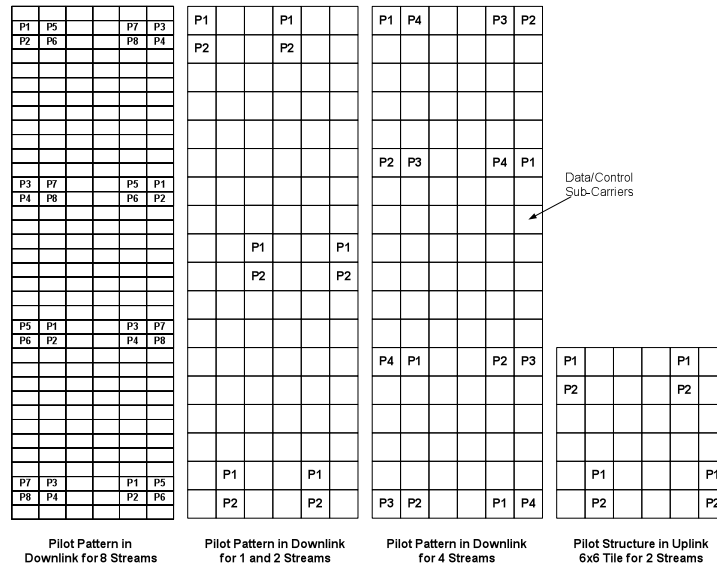 P1 P5 P7 P3
P2 P6 P8 P4
P3 P7 P5 P1
P4 P8 P6 P2
P5 P1 P3 P7
P6 P2 P4 P8
P7 P3 P1 P5
P8 P4 P2 P6
Pilot Pattern in
Downlink for 8 Streams
P1 P1
P2 P2
P1 P1
P2 P2
P1 P1
P2 P2
Pilot Pattern in Downlink
for 1 and 2 Streams
P1 P4 P3 P2
P2 P3 P4 P1
P4 P1 P2 P3
P3 P2 P1 P4
Pilot Pattern in Downlink
for 4 Streams
Data/Control
Sub-Carriers
P1 P1
P2 P2
P1 P1
P2 P2
Pilot Structure in Uplink
6x6 Tile for 2 Streams